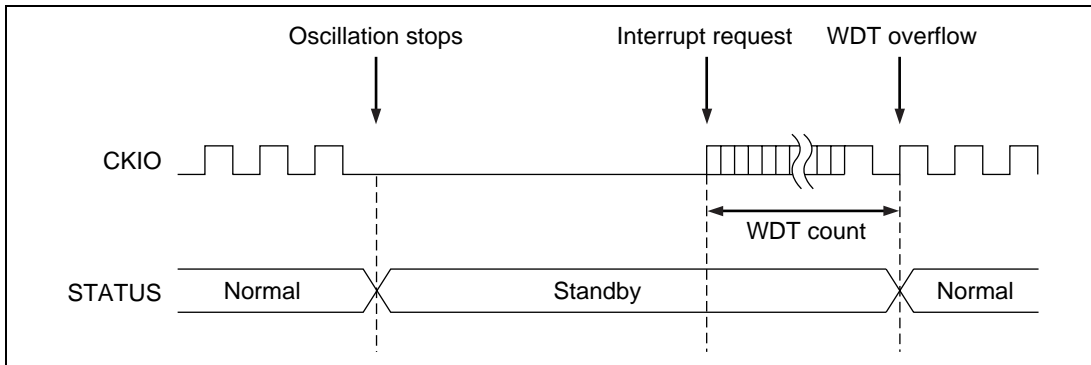 Oscillation stops
Interrupt request
WDT overflow
CKIO
WDT count
STATUS
Normal
Standby
Normal